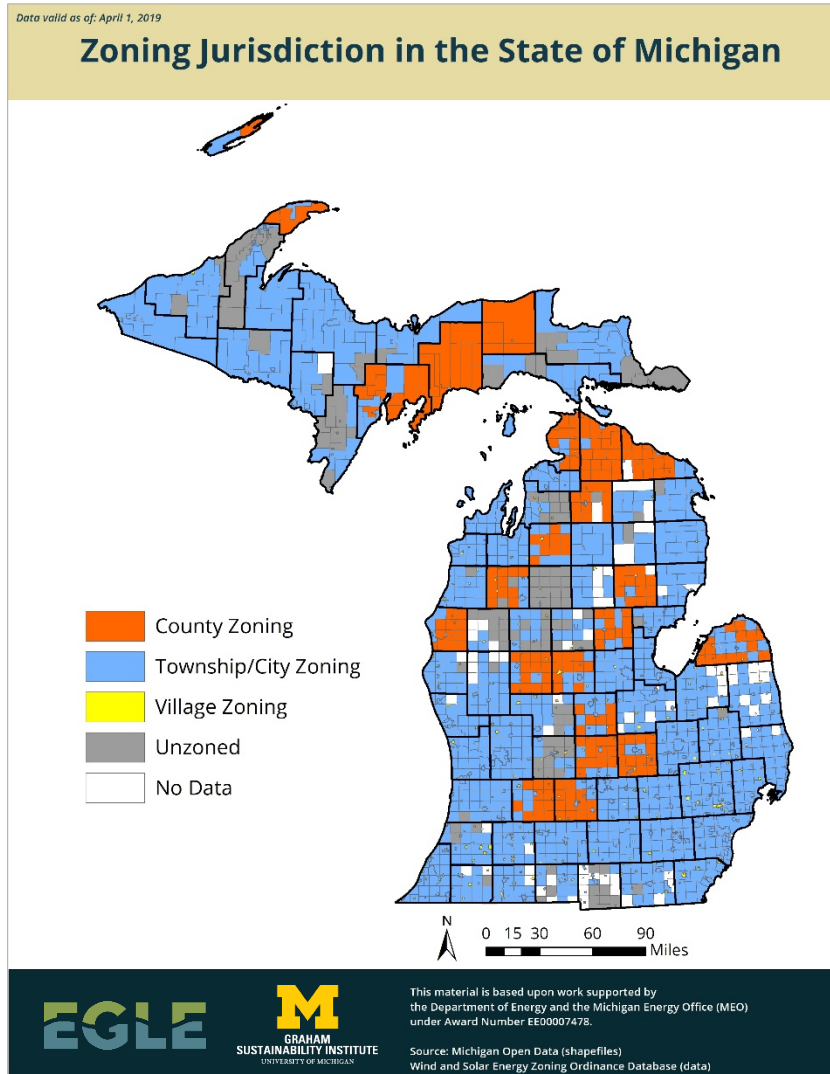 Data valid as of: April 1, 2019
Zoning Jurisdiction in the State of Michigan
County Zoning
Township/City Zoning
Village Zoning
Unzoned
No Data
N
0 15 30 60 90
Miles
EGLE
M
GRAHAM
SUSTAINABILITY INSTITUTE
UNIVERSITY OF MICHIGAN
This material is based upon work supported by
the Department of Energy and the Michigan Energy Office (MEO)
under Award Number EE00007478.
Source: Michigan Open Data (shapefiles)
Wind and Solar Energy Zoning Ordinance Database (data)